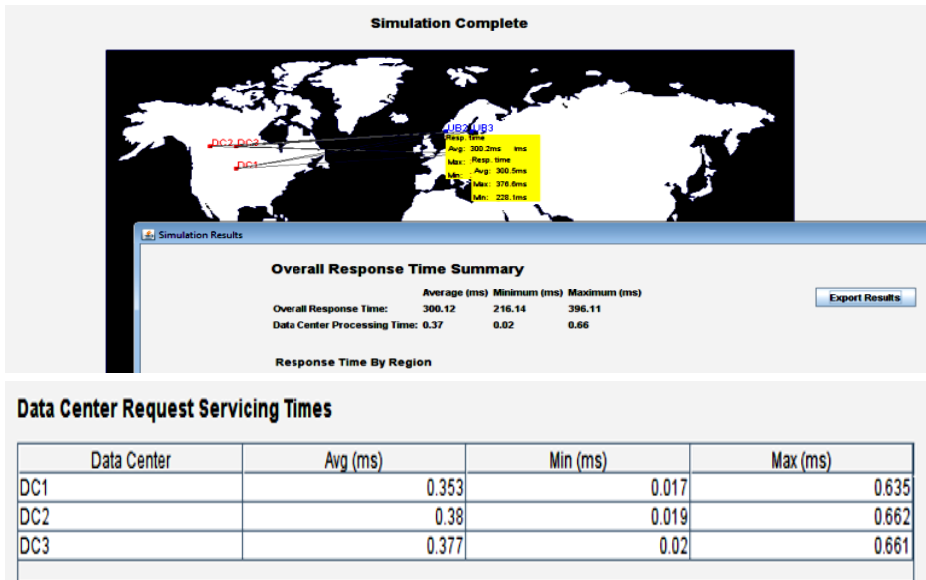 Simulation Complete
UB2 UB3
DC2 DC3
DC1
Resp. time
Avg: 300.2ms
Max:
Min:
Resp. time
Avg: 300.5ms
Max: 376.6ms
Min: 228.1ms
Simulation Results
Overall Response Time Summary
Average (ms) Minimum (ms) Maximum (ms)
Overall Response Time: 300.12 216.14 396.11
Data Center Processing Time: 0.37 0.02 0.66
Export Results
Response Time By Region
Data Center Request Servicing Times
Data Center Avg (ms) Min (ms) Max (ms)
DC1 0.353 0.017 0.635
DC2 0.38 0.019 0.662
DC3 0.377 0.02 0.661